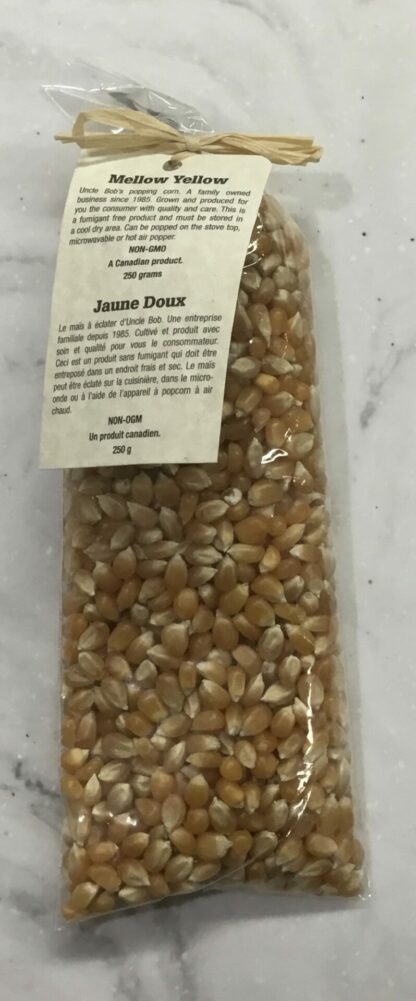 Mellow Yellow
Uncle Bob's popping corn. A family owned
business since 1985. Grown and produced for
you the consumer with quality and care. This is
a fumigant free product and must be stored in
a cool dry area. Can be popped on the stove top,
microwavable or hot air popper.
NON-GMO
A Canadian product.
250 grams
Jaune Doux
Le maïs à éclater d'Uncle Bob. Une entreprise
familiale depuis 1985. Cultivé et produit avec
soin et qualité pour vous le consommateur.
Ceci est un produit sans fumigant qui doit être
entreposé dans un endroit frais et sec. Le maïs
peut être éclaté sur la cuisinière, dans le micro-
onde ou à l'aide de l'appareil à popcorn à air
chaud.
NON-OGM
Un produit canadien.
250 g